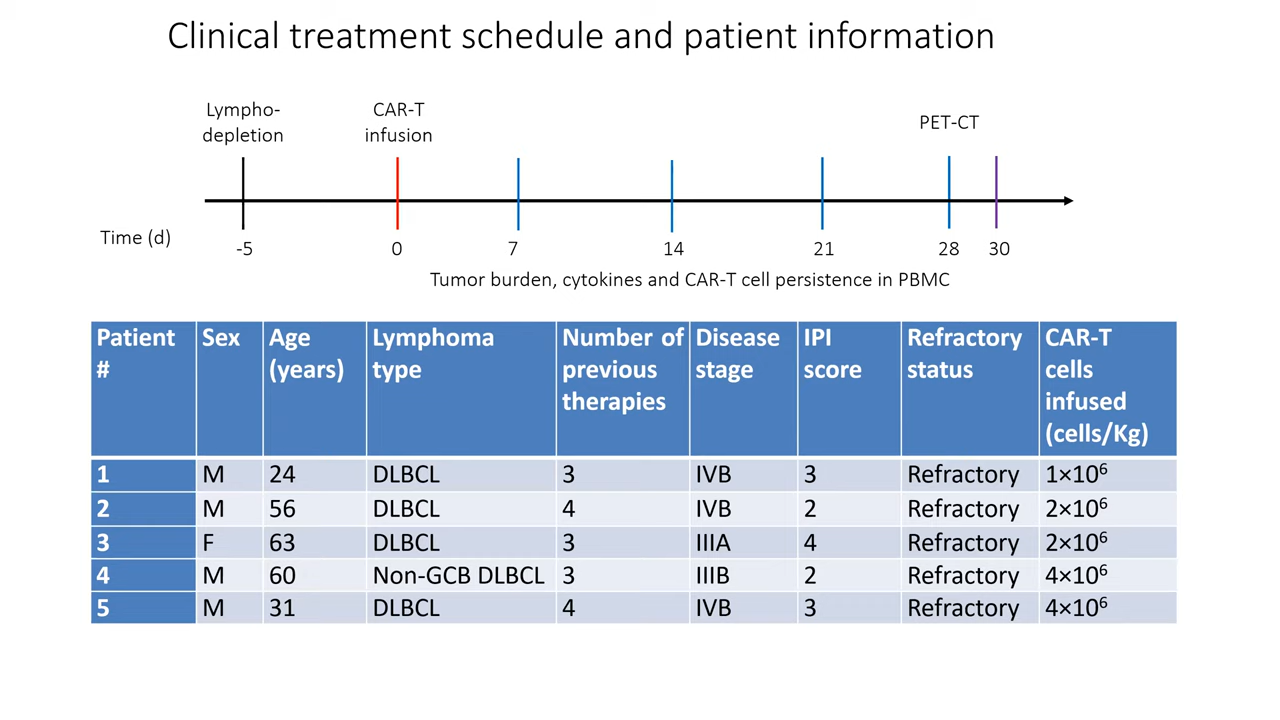 Clinical treatment schedule and patient information
Lympho-
depletion
CAR-T
infusion
PET-CT
Time (d)
-5 0 7 14 21 28 30
Tumor burden, cytokines and CAR-T cell persistence in PBMC
Patient # Sex Age (years) Lymphoma type Number of previous therapies Disease stage IPI score Refractory status CAR-T cells infused (cells/Kg)
1 M 24 DLBCL 3 IVB 3 Refractory 1×10⁶
2 M 56 DLBCL 4 IVB 2 Refractory 2×10⁶
3 F 63 DLBCL 3 IIIA 4 Refractory 2×10⁶
4 M 60 Non-GCB DLBCL 3 IIIB 2 Refractory 4×10⁶
5 M 31 DLBCL 4 IVB 3 Refractory 4×10⁶